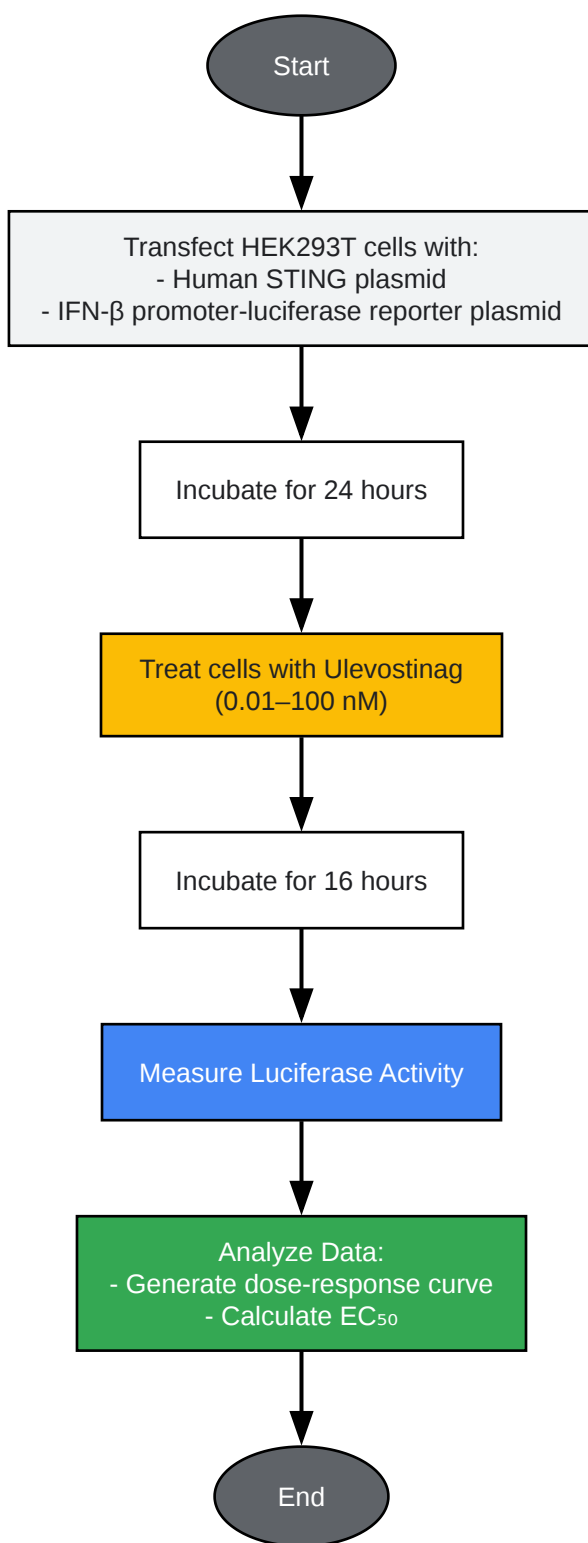 Start
Transfect HEK293T cells with:
- Human STING plasmid
- IFN-β promoter-luciferase reporter plasmid
Incubate for 24 hours
Treat cells with Ulevostinag
(0.01–100 nM)
Incubate for 16 hours
Measure Luciferase Activity
Analyze Data:
- Generate dose-response curve
- Calculate EC₅₀
End